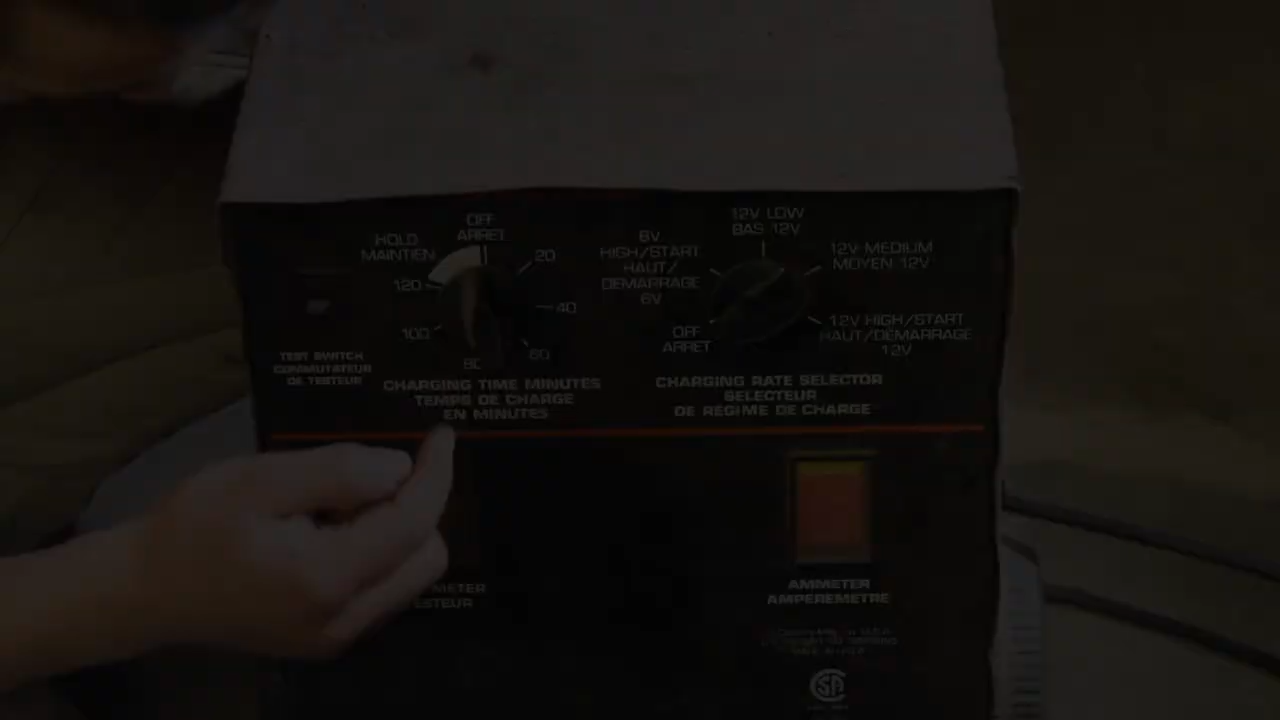 OFF
ARRET
HOLD
MAINTIEN
20
120
40
100
60
80
TEST SWITCH
COMMUTATEUR
DE TESTEUR
CHARGING TIME MINUTES
TEMPS DE CHARGE
EN MINUTES
12V LOW
BAS 12V
6V
HIGH/START
HAUT/
DEMARRAGE
6V
12V MEDIUM
MOYEN 12V
OFF
ARRET
12V HIGH/START
HAUT/DEMARRAGE
12V
CHARGING RATE SELECTOR
SELECTEUR
DE REGIME DE CHARGE
AMMETER
AMPEREMETRE
CSA